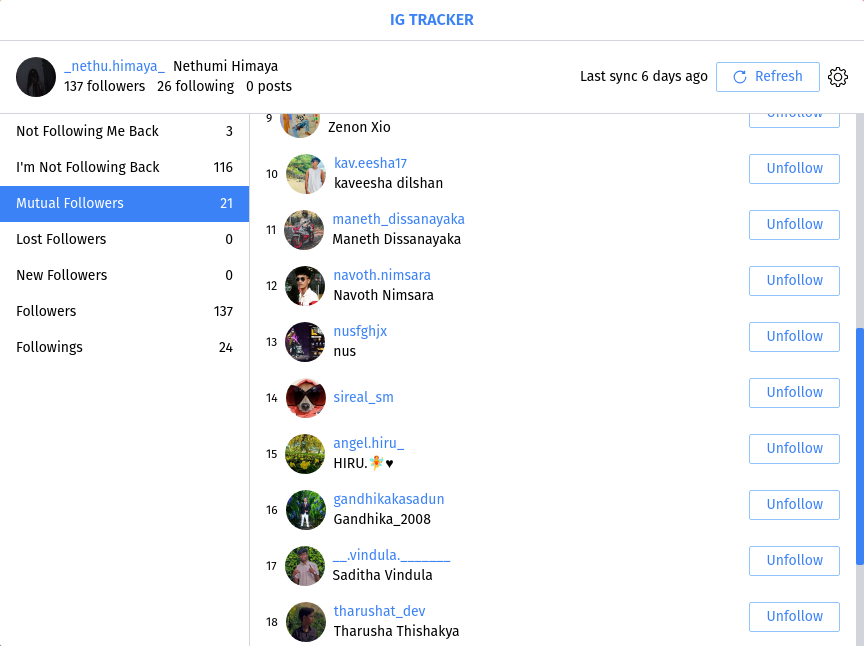 IG TRACKER
_nethu.himaya_ Nethumi Himaya
137 followers 26 following 0 posts
Last sync 6 days ago
Refresh
Not Following Me Back 3
I'm Not Following Back 116
Mutual Followers 21
Lost Followers 0
New Followers 0
Followers 137
Followings 24
9
Zenon Xio
Unfollow
10
kav.eesha17
kaveesha dilshan
Unfollow
11
maneth_dissanayaka
Maneth Dissanayaka
Unfollow
12
navoth.nimsara
Navoth Nimsara
Unfollow
13
nusfghjx
nus
Unfollow
14
sireal_sm
Unfollow
15
angel.hiru_
HIRU.🧚♥
Unfollow
16
gandhikakasadun
Gandhika_2008
Unfollow
17
__.vindula._______
Saditha Vindula
Unfollow
18
tharushat_dev
Tharusha Thishakya
Unfollow